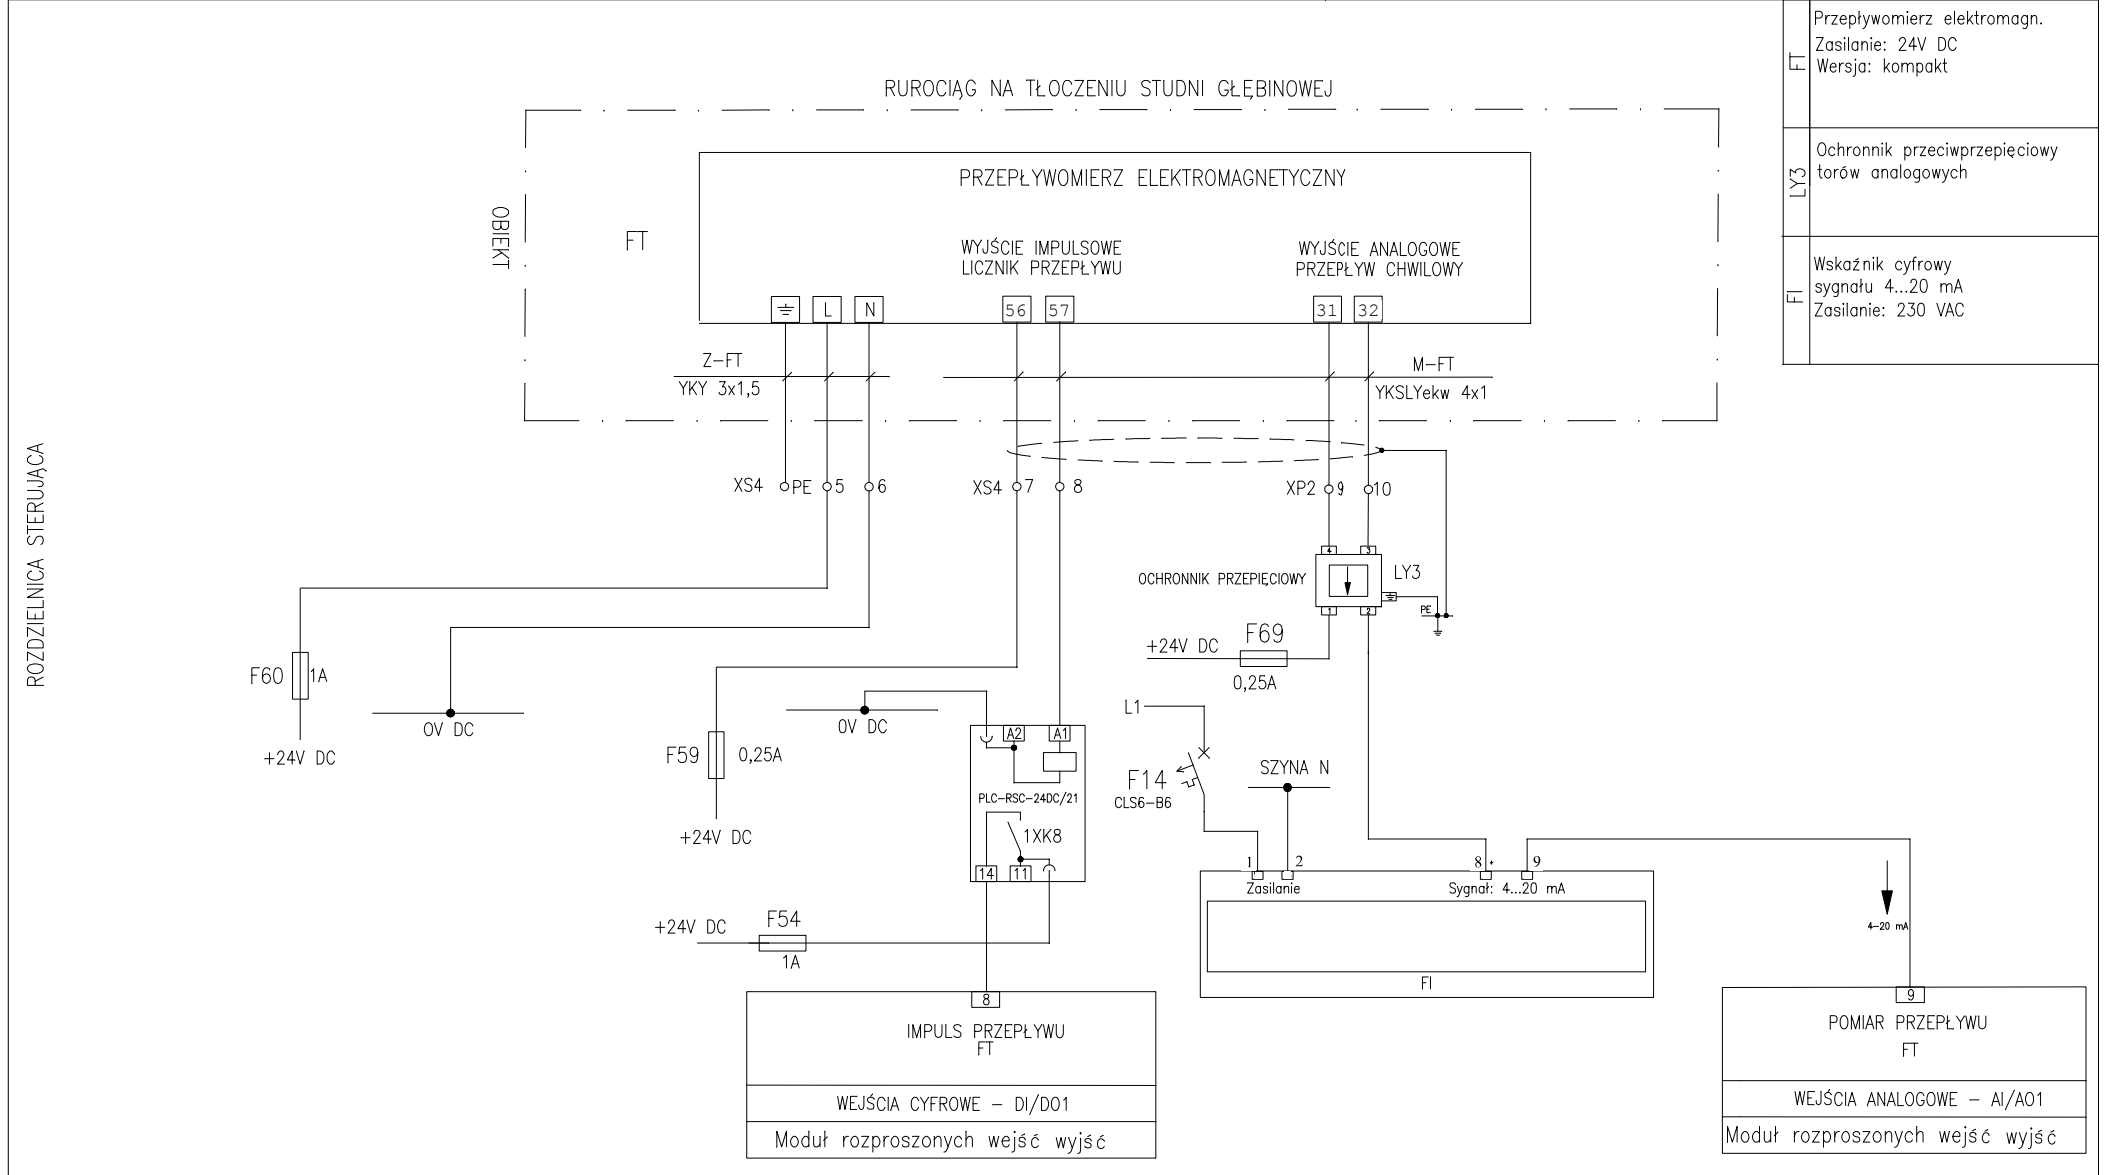 Przepływomierz elektromagn.
Zasilanie: 24V DC
Wersja: kompakt
FT
Ochronnik przeciwprzepięciowy
torów analogowych
LY3
Wskaźnik cyfrowy
sygnału 4...20 mA
Zasilanie: 230 VAC
FI
RUROCIĄG NA TŁOCZENIU STUDNI GŁĘBINOWEJ
OBIEKT
FT
PRZEPŁYWOMIERZ ELEKTROMAGNETYCZNY
WYJŚCIE IMPULSOWE
LICZNIK PRZEPŁYWU
WYJŚCIE ANALOGOWE
PRZEPŁYW CHWILOWY
L N 56 57 31 32
Z-FT
YKY 3x1,5
M-FT
YKSLYekw 4x1
ROZDZIELNICA STERUJĄCA
XS4 PE 5 6
XS4 7 8
XP2 9 10
4 3
OCHRONNIK PRZEPIĘCIOWY
LY3
1 2
PE
+24V DC
F69
0,25A
F60
1A
+24V DC
0V DC
F59
0,25A
+24V DC
0V DC
A2 A1
PLC-RSC-24DC/21
1XK8
14 11
L1
F14
CLS6-B6
SZYNA N
1 2
8 + 9
Zasilanie
Sygnał: 4...20 mA
FI
4-20 mA
+24V DC
F54
1A
8
IMPULS PRZEPŁYWU
FT
WEJŚCIA CYFROWE - DI/DO1
Moduł rozproszonych wejść wyjść
9
POMIAR PRZEPŁYWU
FT
WEJŚCIA ANALOGOWE - AI/AO1
Moduł rozproszonych wejść wyjść